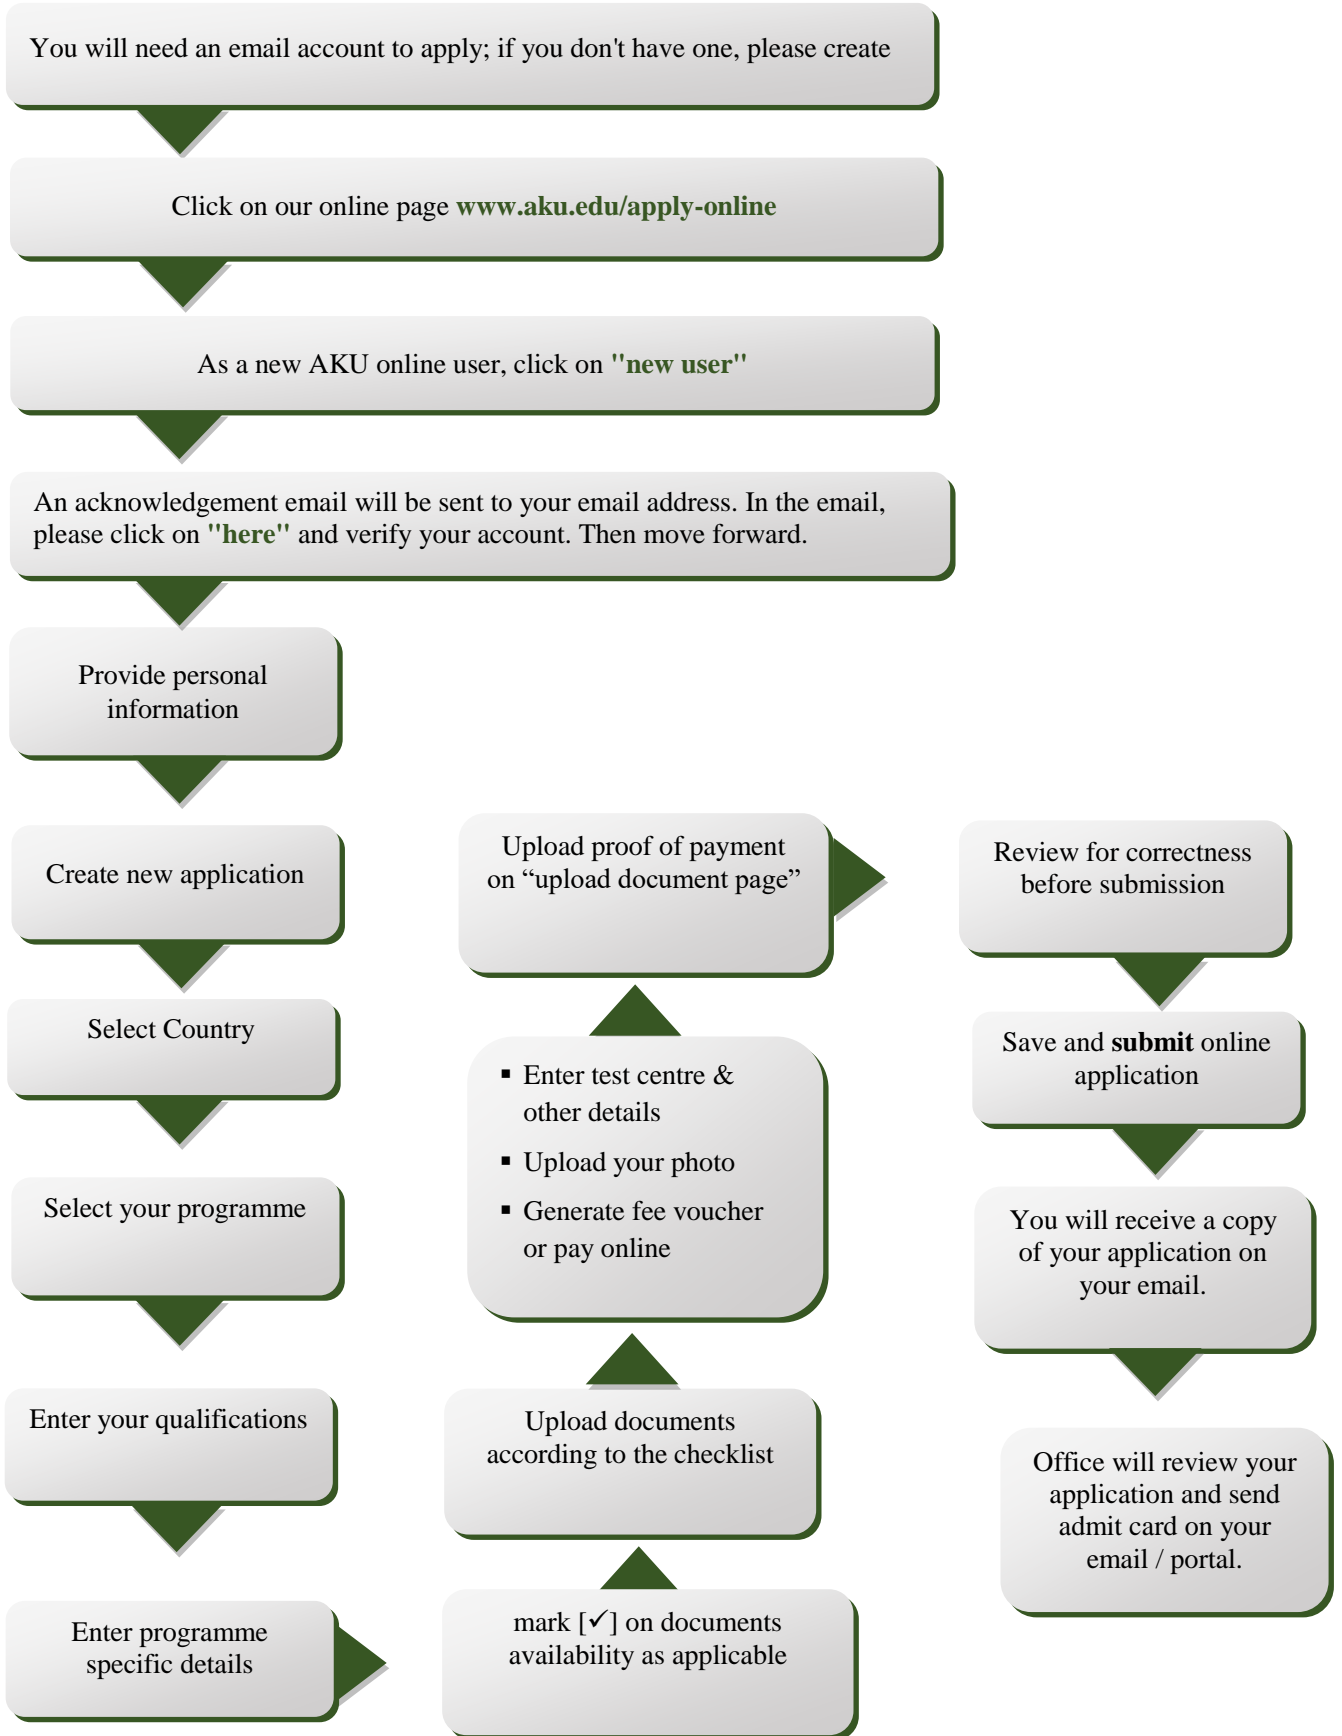 You will need an email account to apply; if you don't have one, please create
Click on our online page www.aku.edu/apply-online
As a new AKU online user, click on "new user"
An acknowledgement email will be sent to your email address. In the email,
please click on "here" and verify your account. Then move forward.
Provide personal
information
Create new application
Select Country
Select your programme
Enter your qualifications
Enter programme
specific details
mark [✓] on documents
availability as applicable
Upload documents
according to the checklist
▪ Enter test centre &
other details
▪ Upload your photo
▪ Generate fee voucher
or pay online
Upload proof of payment
on “upload document page”
Review for correctness
before submission
Save and submit online
application
You will receive a copy
of your application on
your email.
Office will review your
application and send
admit card on your
email / portal.